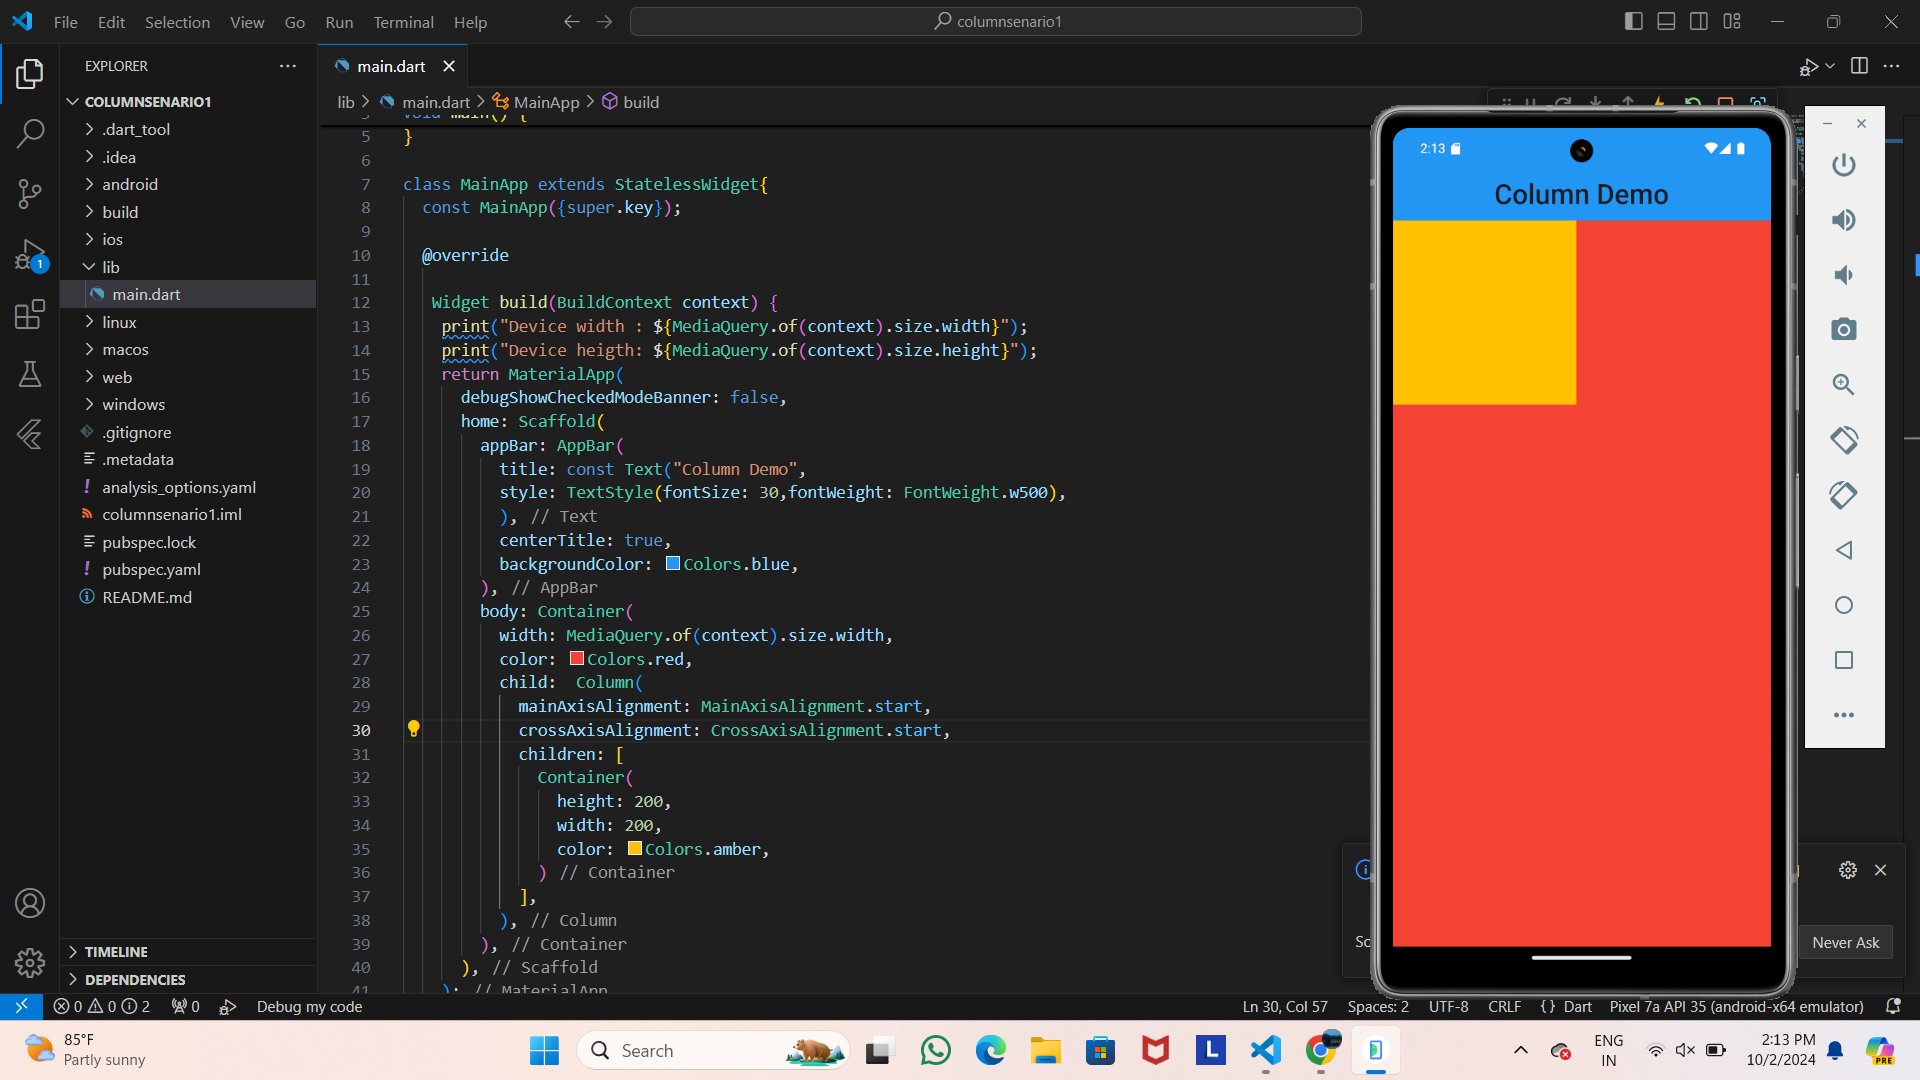 File Edit Selection View Go Run Terminal Help
columnsenario1
EXPLORER
COLUMNSENARIO1
.dart_tool
.idea
android
build
ios
lib
main.dart
linux
macos
web
windows
.gitignore
.metadata
analysis_options.yaml
columnsenario1.iml
pubspec.lock
pubspec.yaml
README.md
TIMELINE
DEPENDENCIES
1
main.dart
lib > main.dart > MainApp > build
void main() {
5 }
6
7 class MainApp extends StatelessWidget{
8 const MainApp({super.key});
9
10 @override
11
12 Widget build(BuildContext context) {
13 print("Device width : ${MediaQuery.of(context).size.width}");
14 print("Device heigth: ${MediaQuery.of(context).size.height}");
15 return MaterialApp(
16 debugShowCheckedModeBanner: false,
17 home: Scaffold(
18 appBar: AppBar(
19 title: const Text("Column Demo",
20 style: TextStyle(fontSize: 30,fontWeight: FontWeight.w500),
21 ), // Text
22 centerTitle: true,
23 backgroundColor: Colors.blue,
24 ), // AppBar
25 body: Container(
26 width: MediaQuery.of(context).size.width,
27 color: Colors.red,
28 child: Column(
29 mainAxisAlignment: MainAxisAlignment.start,
30 crossAxisAlignment: CrossAxisAlignment.start,
31 children: [
32 Container(
33 height: 200,
34 width: 200,
35 color: Colors.amber,
36 ) // Container
37 ],
38 ), // Column
39 ), // Container
40 ), // Scaffold
41 ); // MaterialApp
2:13
Column Demo
So
Never Ask
0 0 2 0 Debug my code Ln 30, Col 57 Spaces: 2 UTF-8 CRLF {} Dart Pixel 7a API 35 (android-x64 emulator)
85°F
Partly sunny
Search
L
PRE
ENG
IN
2:13 PM
10/2/2024